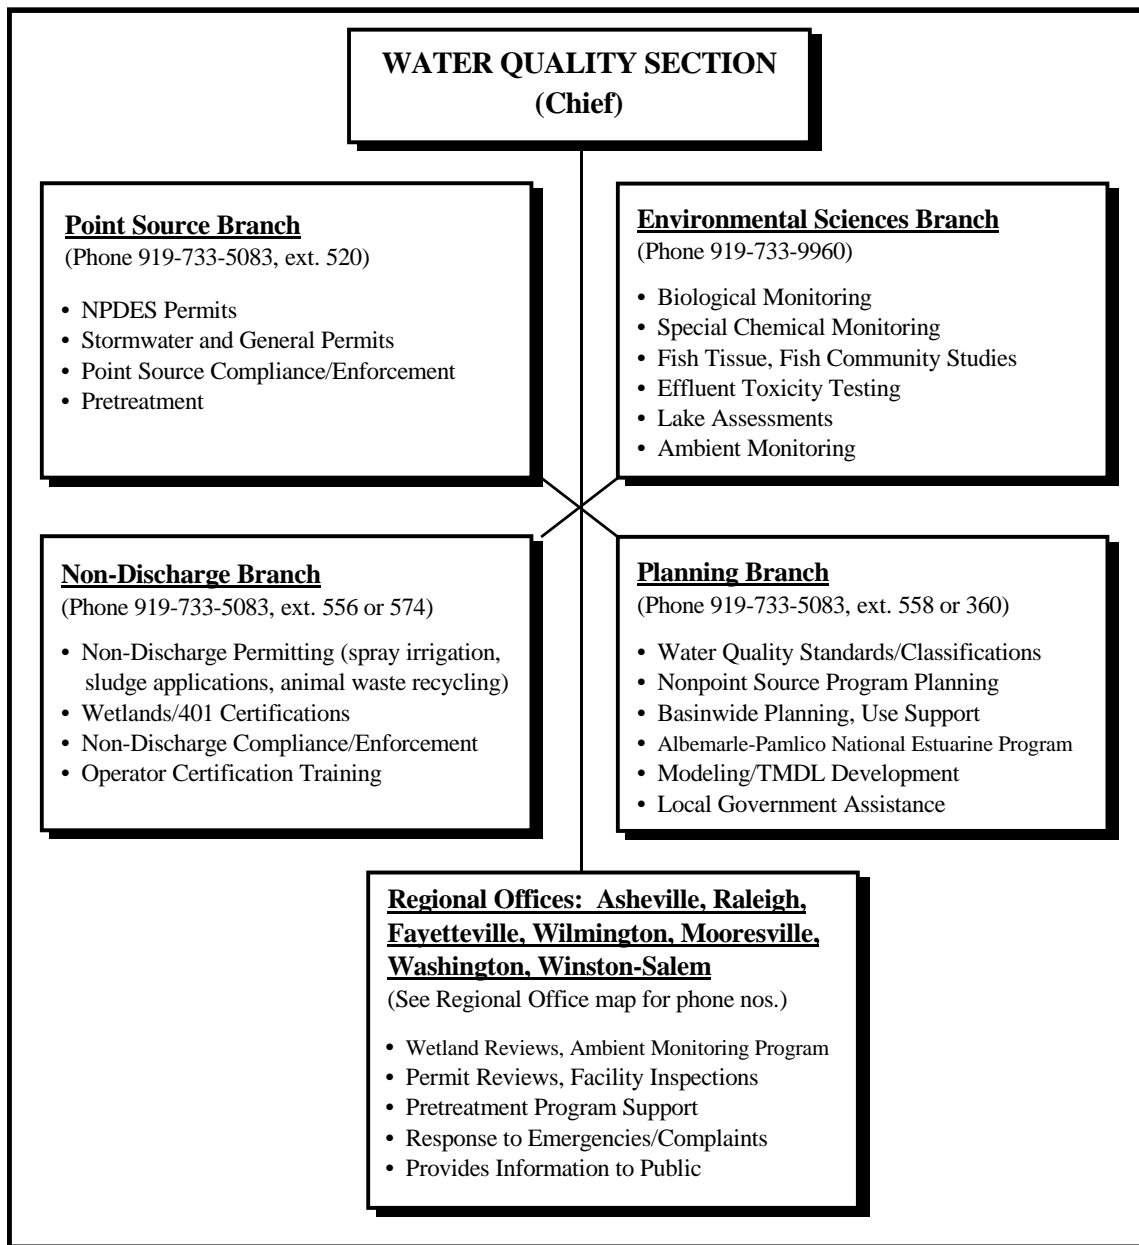 WATER QUALITY SECTION
(Chief)
Point Source Branch
(Phone 919-733-5083, ext. 520)
• NPDES Permits
• Stormwater and General Permits
• Point Source Compliance/Enforcement
• Pretreatment
Environmental Sciences Branch
(Phone 919-733-9960)
• Biological Monitoring
• Special Chemical Monitoring
• Fish Tissue, Fish Community Studies
• Effluent Toxicity Testing
• Lake Assessments
• Ambient Monitoring
Non-Discharge Branch
(Phone 919-733-5083, ext. 556 or 574)
• Non-Discharge Permitting (spray irrigation,
sludge applications, animal waste recycling)
• Wetlands/401 Certifications
• Non-Discharge Compliance/Enforcement
• Operator Certification Training
Planning Branch
(Phone 919-733-5083, ext. 558 or 360)
• Water Quality Standards/Classifications
• Nonpoint Source Program Planning
• Basinwide Planning, Use Support
• Albemarle-Pamlico National Estuarine Program
• Modeling/TMDL Development
• Local Government Assistance
Regional Offices: Asheville, Raleigh,
Fayetteville, Wilmington, Mooresville,
Washington, Winston-Salem
(See Regional Office map for phone nos.)
• Wetland Reviews, Ambient Monitoring Program
• Permit Reviews, Facility Inspections
• Pretreatment Program Support
• Response to Emergencies/Complaints
• Provides Information to Public